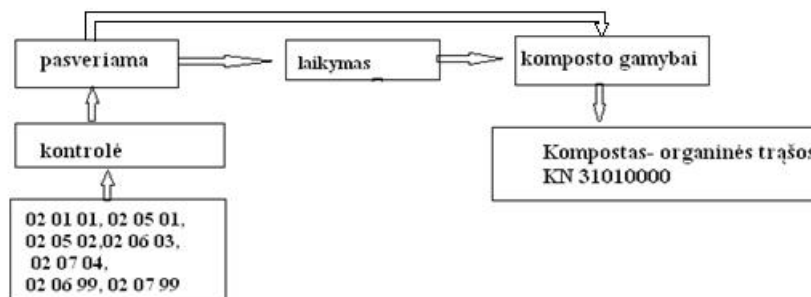 pasveriama
laikymas
komposto gamybai
kontrolė
Kompostas- organinės trąšos
KN 31010000
02 01 01, 02 05 01,
02 05 02,02 06 03,
02 07 04,
02 06 99, 02 07 99